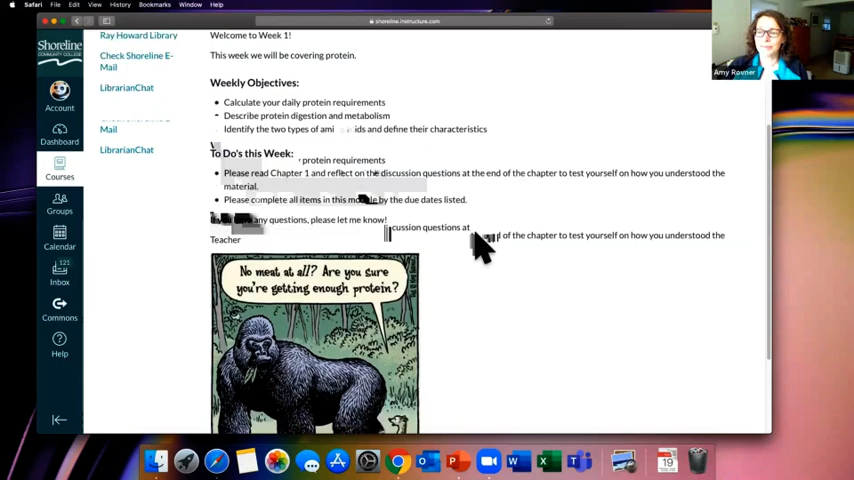 Safari File Edit View History Bookmarks Window Help
shoreline.instructure.com
Shoreline
COMMUNITY COLLEGE
Account
Dashboard
Courses
Groups
Calendar
121
Inbox
Commons
Help
Ray Howard Library
Check Shoreline E-
Mail
LibrarianChat
Mail
LibrarianChat
Welcome to Week 1!
This week we will be covering protein.
Weekly Objectives:
Calculate your daily protein requirements
Describe protein digestion and metabolism
Identify the two types of ami ids and define their characteristics
To Do's this Week:
protein requirements
Please read Chapter 1 and reflect on the discussion questions at the end of the chapter to test yourself on how you understood the
material.
Please complete all items in this module by the due dates listed.
any questions, please let me know!
cussion questions at
of the chapter to test yourself on how you understood the
Teacher
No meat at all? Are you sure
you're getting enough protein?
Amy Rovner
19